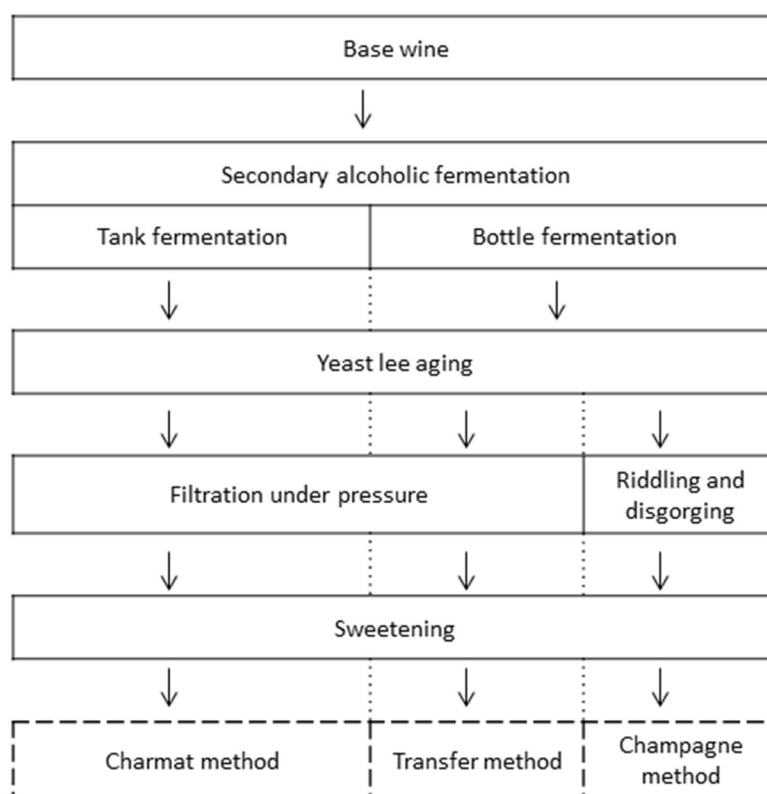 Base wine
Secondary alcoholic fermentation
Tank fermentation
Bottle fermentation
Yeast lee aging
Filtration under pressure
Riddling and
disgorging
Sweetening
Charmat method
Transfer method
Champagne
method